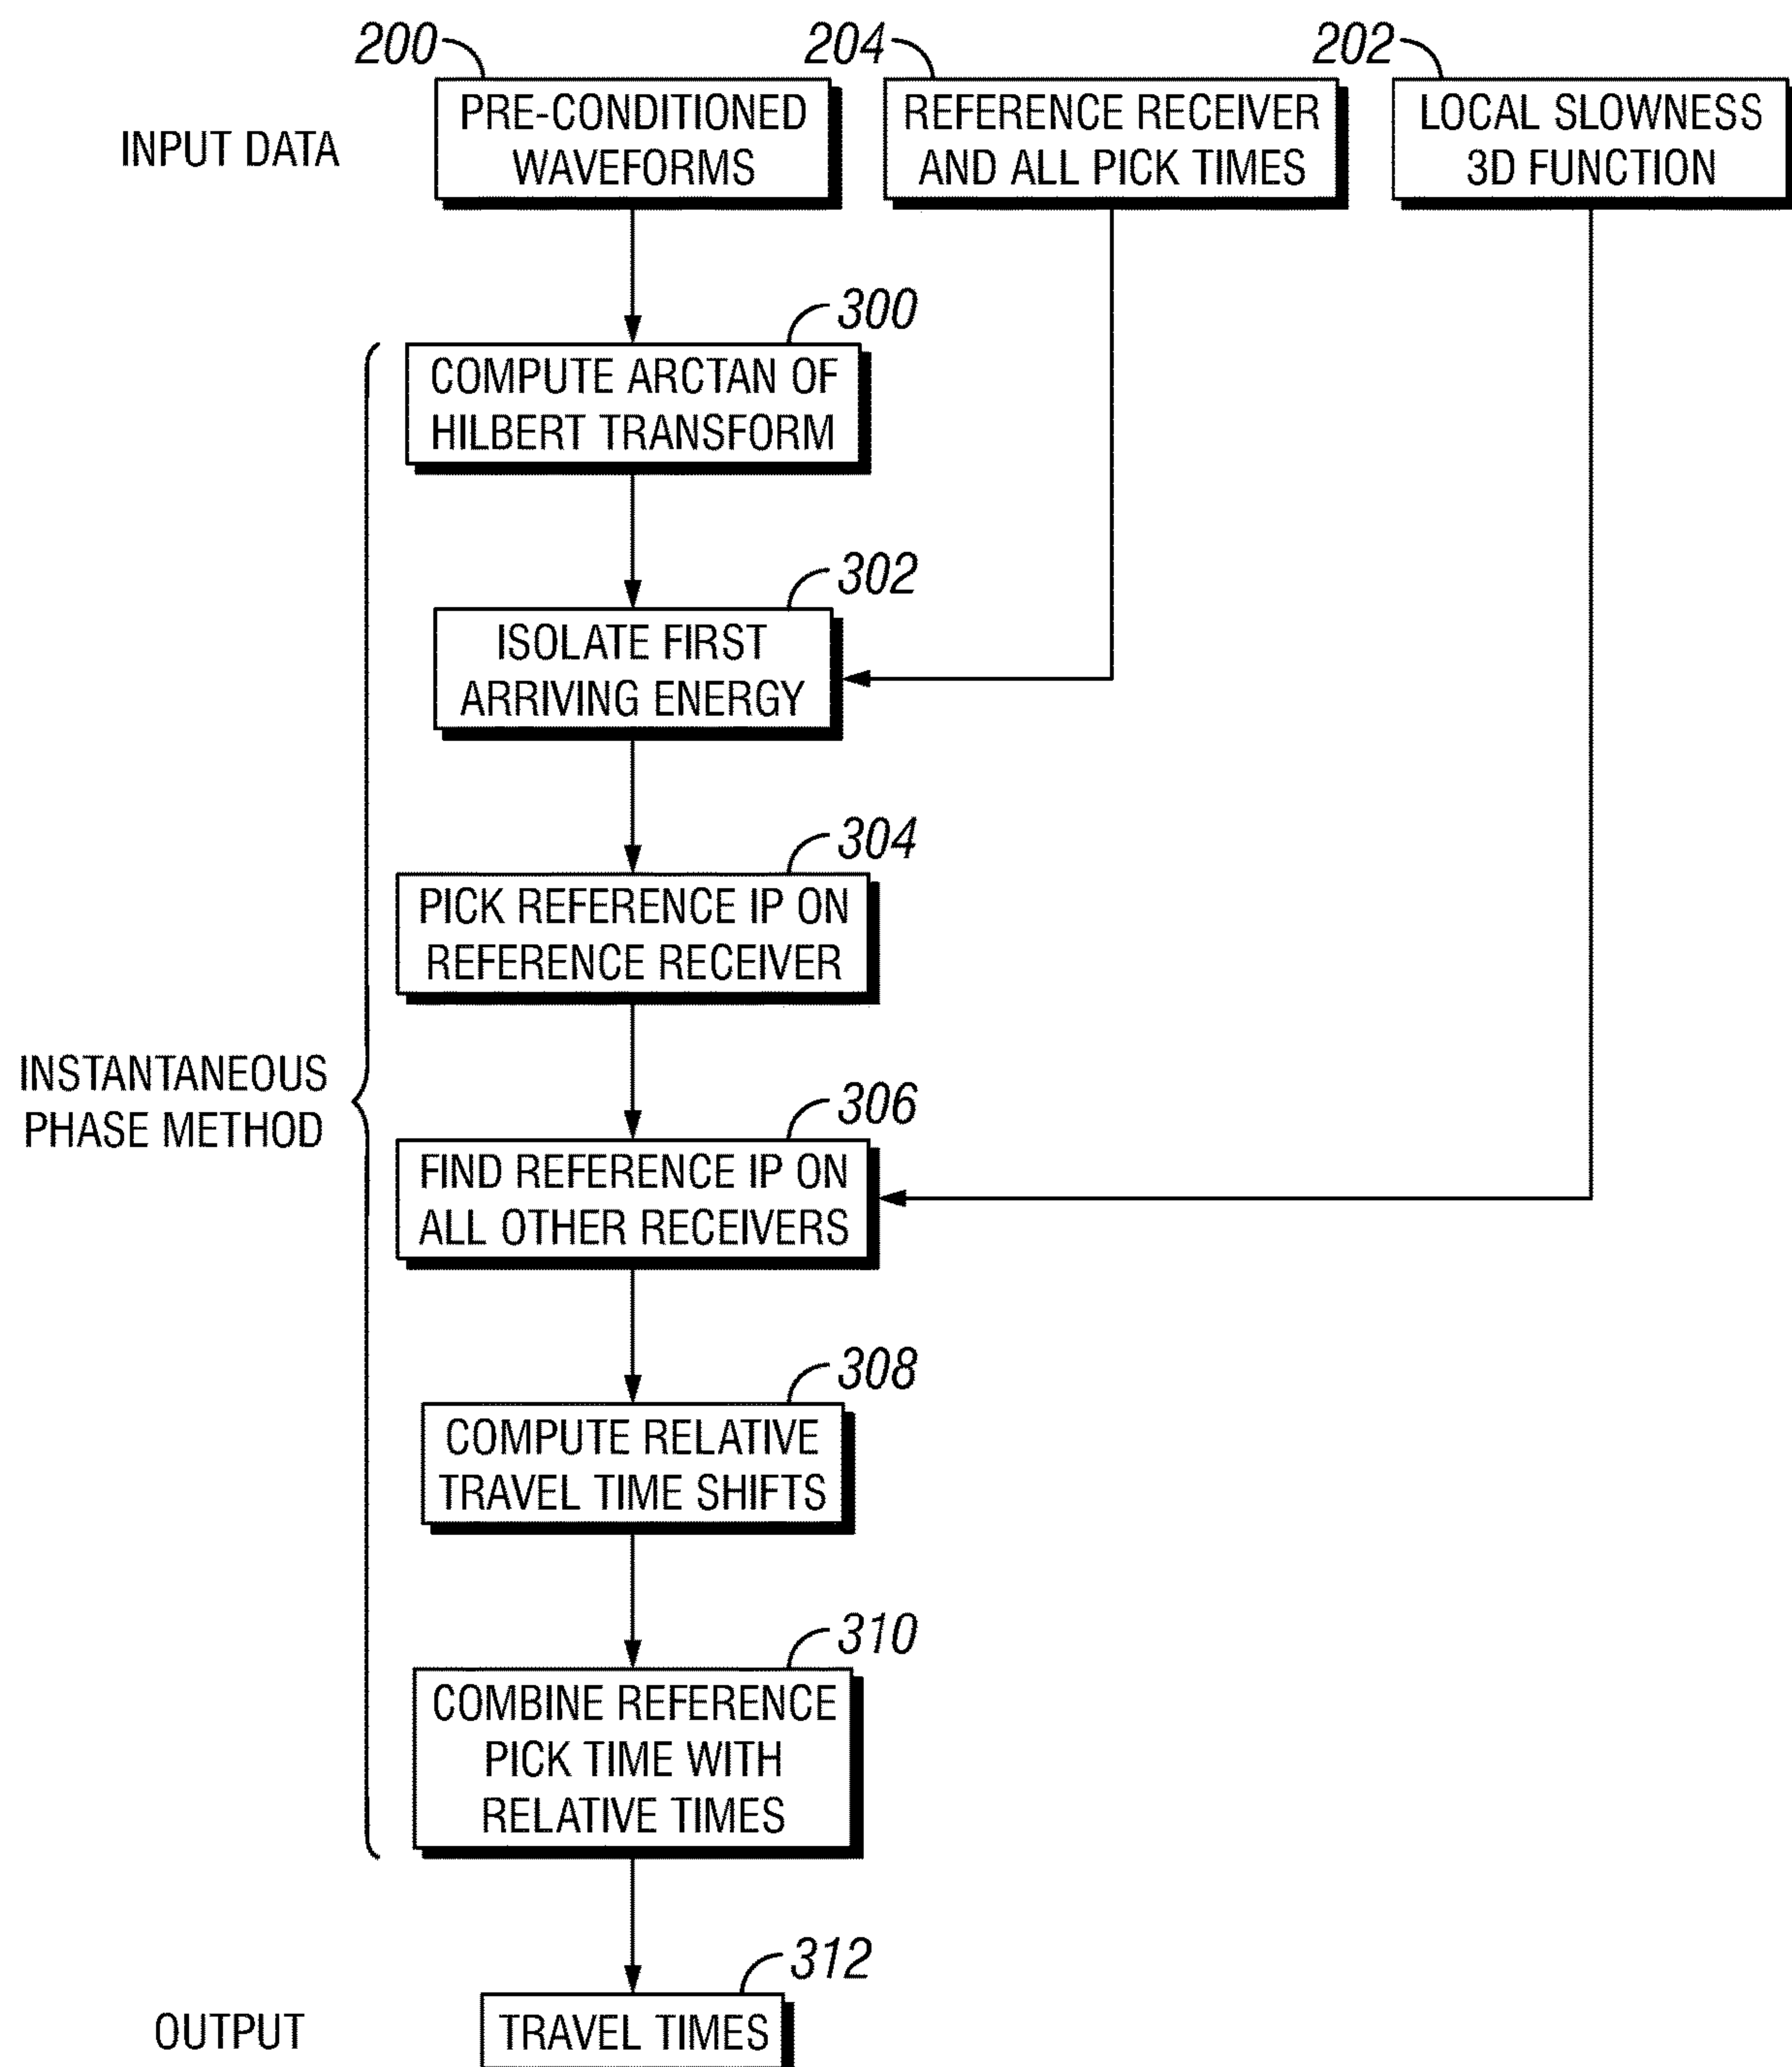 200
204
202
INPUT DATA
PRE-CONDITIONED
WAVEFORMS
REFERENCE RECEIVER
AND ALL PICK TIMES
LOCAL SLOWNESS
3D FUNCTION
300
COMPUTE ARCTAN OF
HILBERT TRANSFORM
302
ISOLATE FIRST
ARRIVING ENERGY
304
PICK REFERENCE IP ON
REFERENCE RECEIVER
INSTANTANEOUS
PHASE METHOD
306
FIND REFERENCE IP ON
ALL OTHER RECEIVERS
308
COMPUTE RELATIVE
TRAVEL TIME SHIFTS
310
COMBINE REFERENCE
PICK TIME WITH
RELATIVE TIMES
312
OUTPUT
TRAVEL TIMES